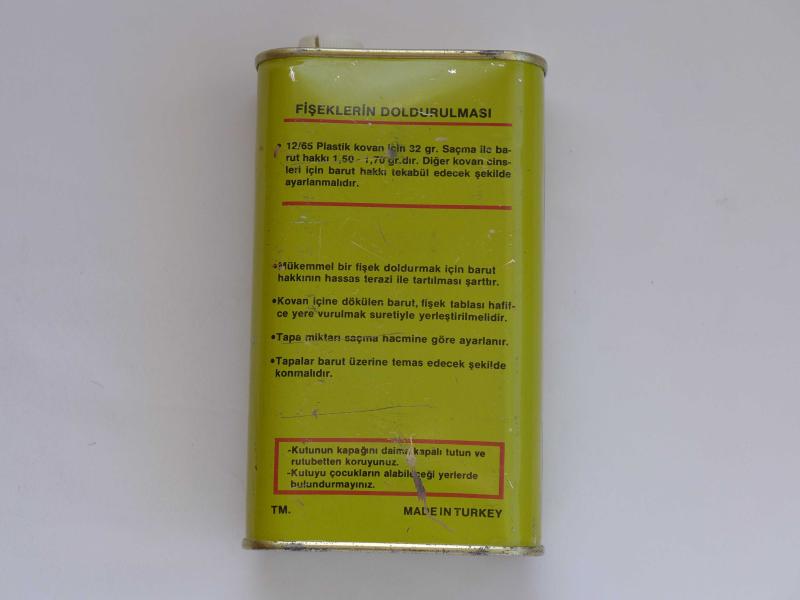 FİŞEKLERİN DOLDURULMASI
12/65 Plastik kovan için 32 gr. Saçma ile ba-
rut hakkı 1,50 - 1,70 gr.dır. Diğer kovan cins-
leri için barut hakkı tekabül edecek şekilde
ayarlanmalıdır.
•Mükemmel bir fişek doldurmak için barut
hakkının hassas terazi ile tartılması şarttır.
•Kovan içine dökülen barut, fişek tablası hafif-
ce yere vurulmak suretiyle yerleştirilmelidir.
•Tapa miktarı saçma hacmine göre ayarlanır.
•Tapalar barut üzerine temas edecek şekilde
konmalıdır.
-Kutunun kapağını daima kapalı tutun ve
rutubetten koruyunuz.
-Kutuyu çocukların alabileceği yerlerde
bulundurmayınız.
TM. MADE IN TURKEY